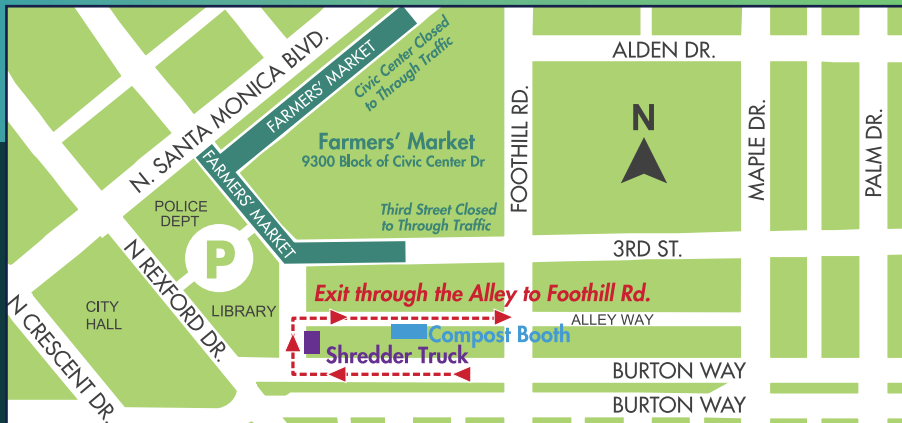 N. SANTA MONICA BLVD.
FARMERS' MARKET
Civic Center Closed
to Through Traffic
ALDEN DR.
FOOTHILL RD.
N
MAPLE DR.
PALM DR.
Farmers' Market
9300 Block of Civic Center Dr
FARMERS' MARKET
POLICE
DEPT
P
Third Street Closed
to Through Traffic
3RD ST.
N REXFORD DR.
CITY
HALL
LIBRARY
N CRESCENT DR.
Exit through the Alley to Foothill Rd.
ALLEY WAY
Compost Booth
Shredder Truck
BURTON WAY
BURTON WAY